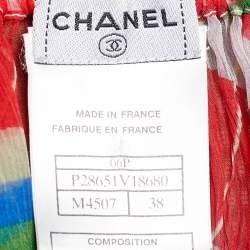 CHANEL
MADE IN FRANCE
FABRIQUE EN FRANCE
06P
P28651V18680
M4507 38
COMPOSITION